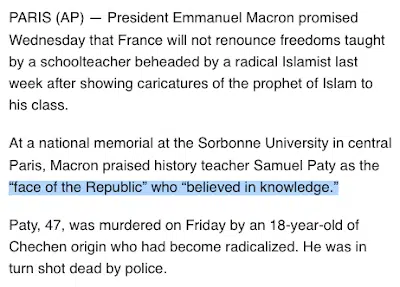 PARIS (AP) — President Emmanuel Macron promised
Wednesday that France will not renounce freedoms taught
by a schoolteacher beheaded by a radical Islamist last
week after showing caricatures of the prophet of Islam to
his class.
At a national memorial at the Sorbonne University in central
Paris, Macron praised history teacher Samuel Paty as the
“face of the Republic” who “believed in knowledge.”
Paty, 47, was murdered on Friday by an 18-year-old of
Chechen origin who had become radicalized. He was in
turn shot dead by police.